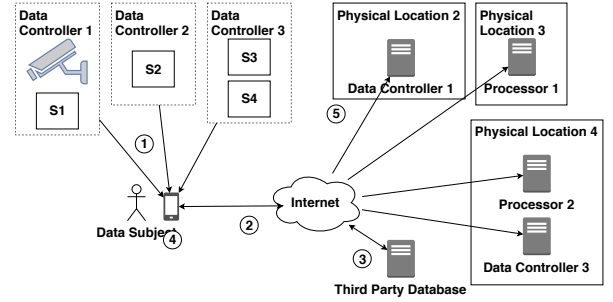 Data
Controller 1
S1
Data
Controller 2
S2
Data
Controller 3
S3
S4
Physical Location 2
Data Controller 1
Physical
Location 3
Processor 1
1
5
Physical Location 4
Processor 2
Data Controller 3
Internet
Data Subject
4
2
3
Third Party Database